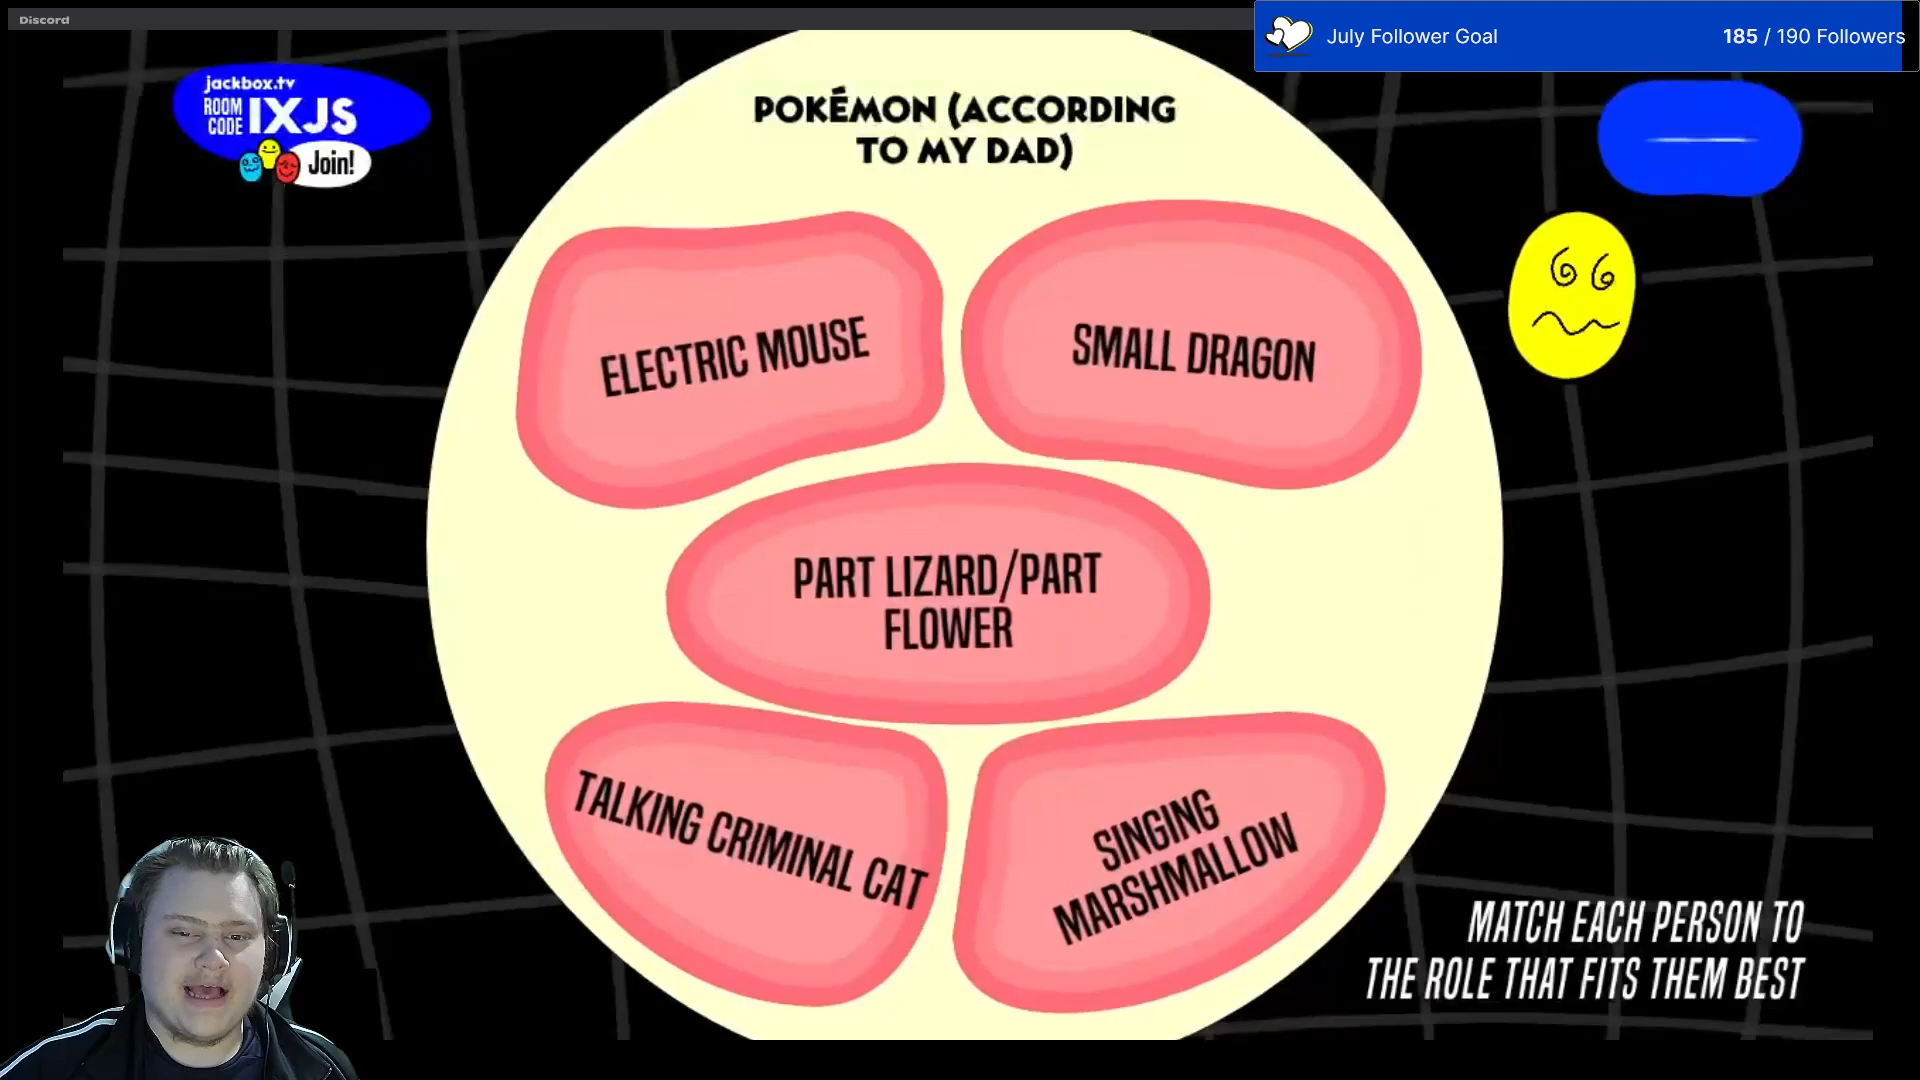 Discord
July Follower Goal
185 / 190 Followers
jackbox.tv
ROOM CODE IXJS
Join!
POKÉMON (ACCORDING
TO MY DAD)
ELECTRIC MOUSE
SMALL DRAGON
PART LIZARD/PART
FLOWER
TALKING CRIMINAL CAT
SINGING
MARSHMALLOW
MATCH EACH PERSON TO
THE ROLE THAT FITS THEM BEST